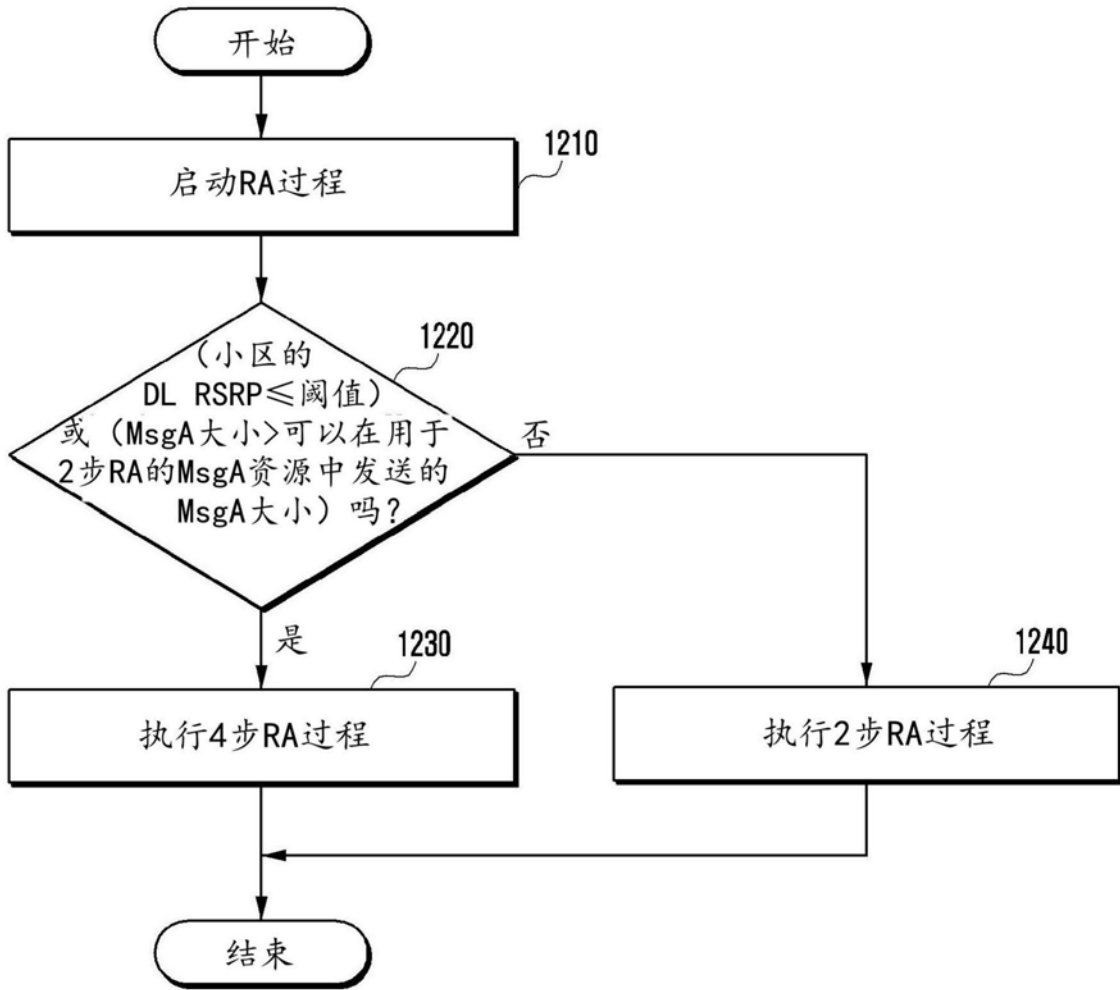 开始
1210
启动RA过程
1220
(小区的
DL RSRP≤阈值)
或 (MsgA大小>可以在用于
2步RA的MsgA资源中发送的
MsgA大小) 吗?
否
是
1230
执行4步RA过程
1240
执行2步RA过程
结束